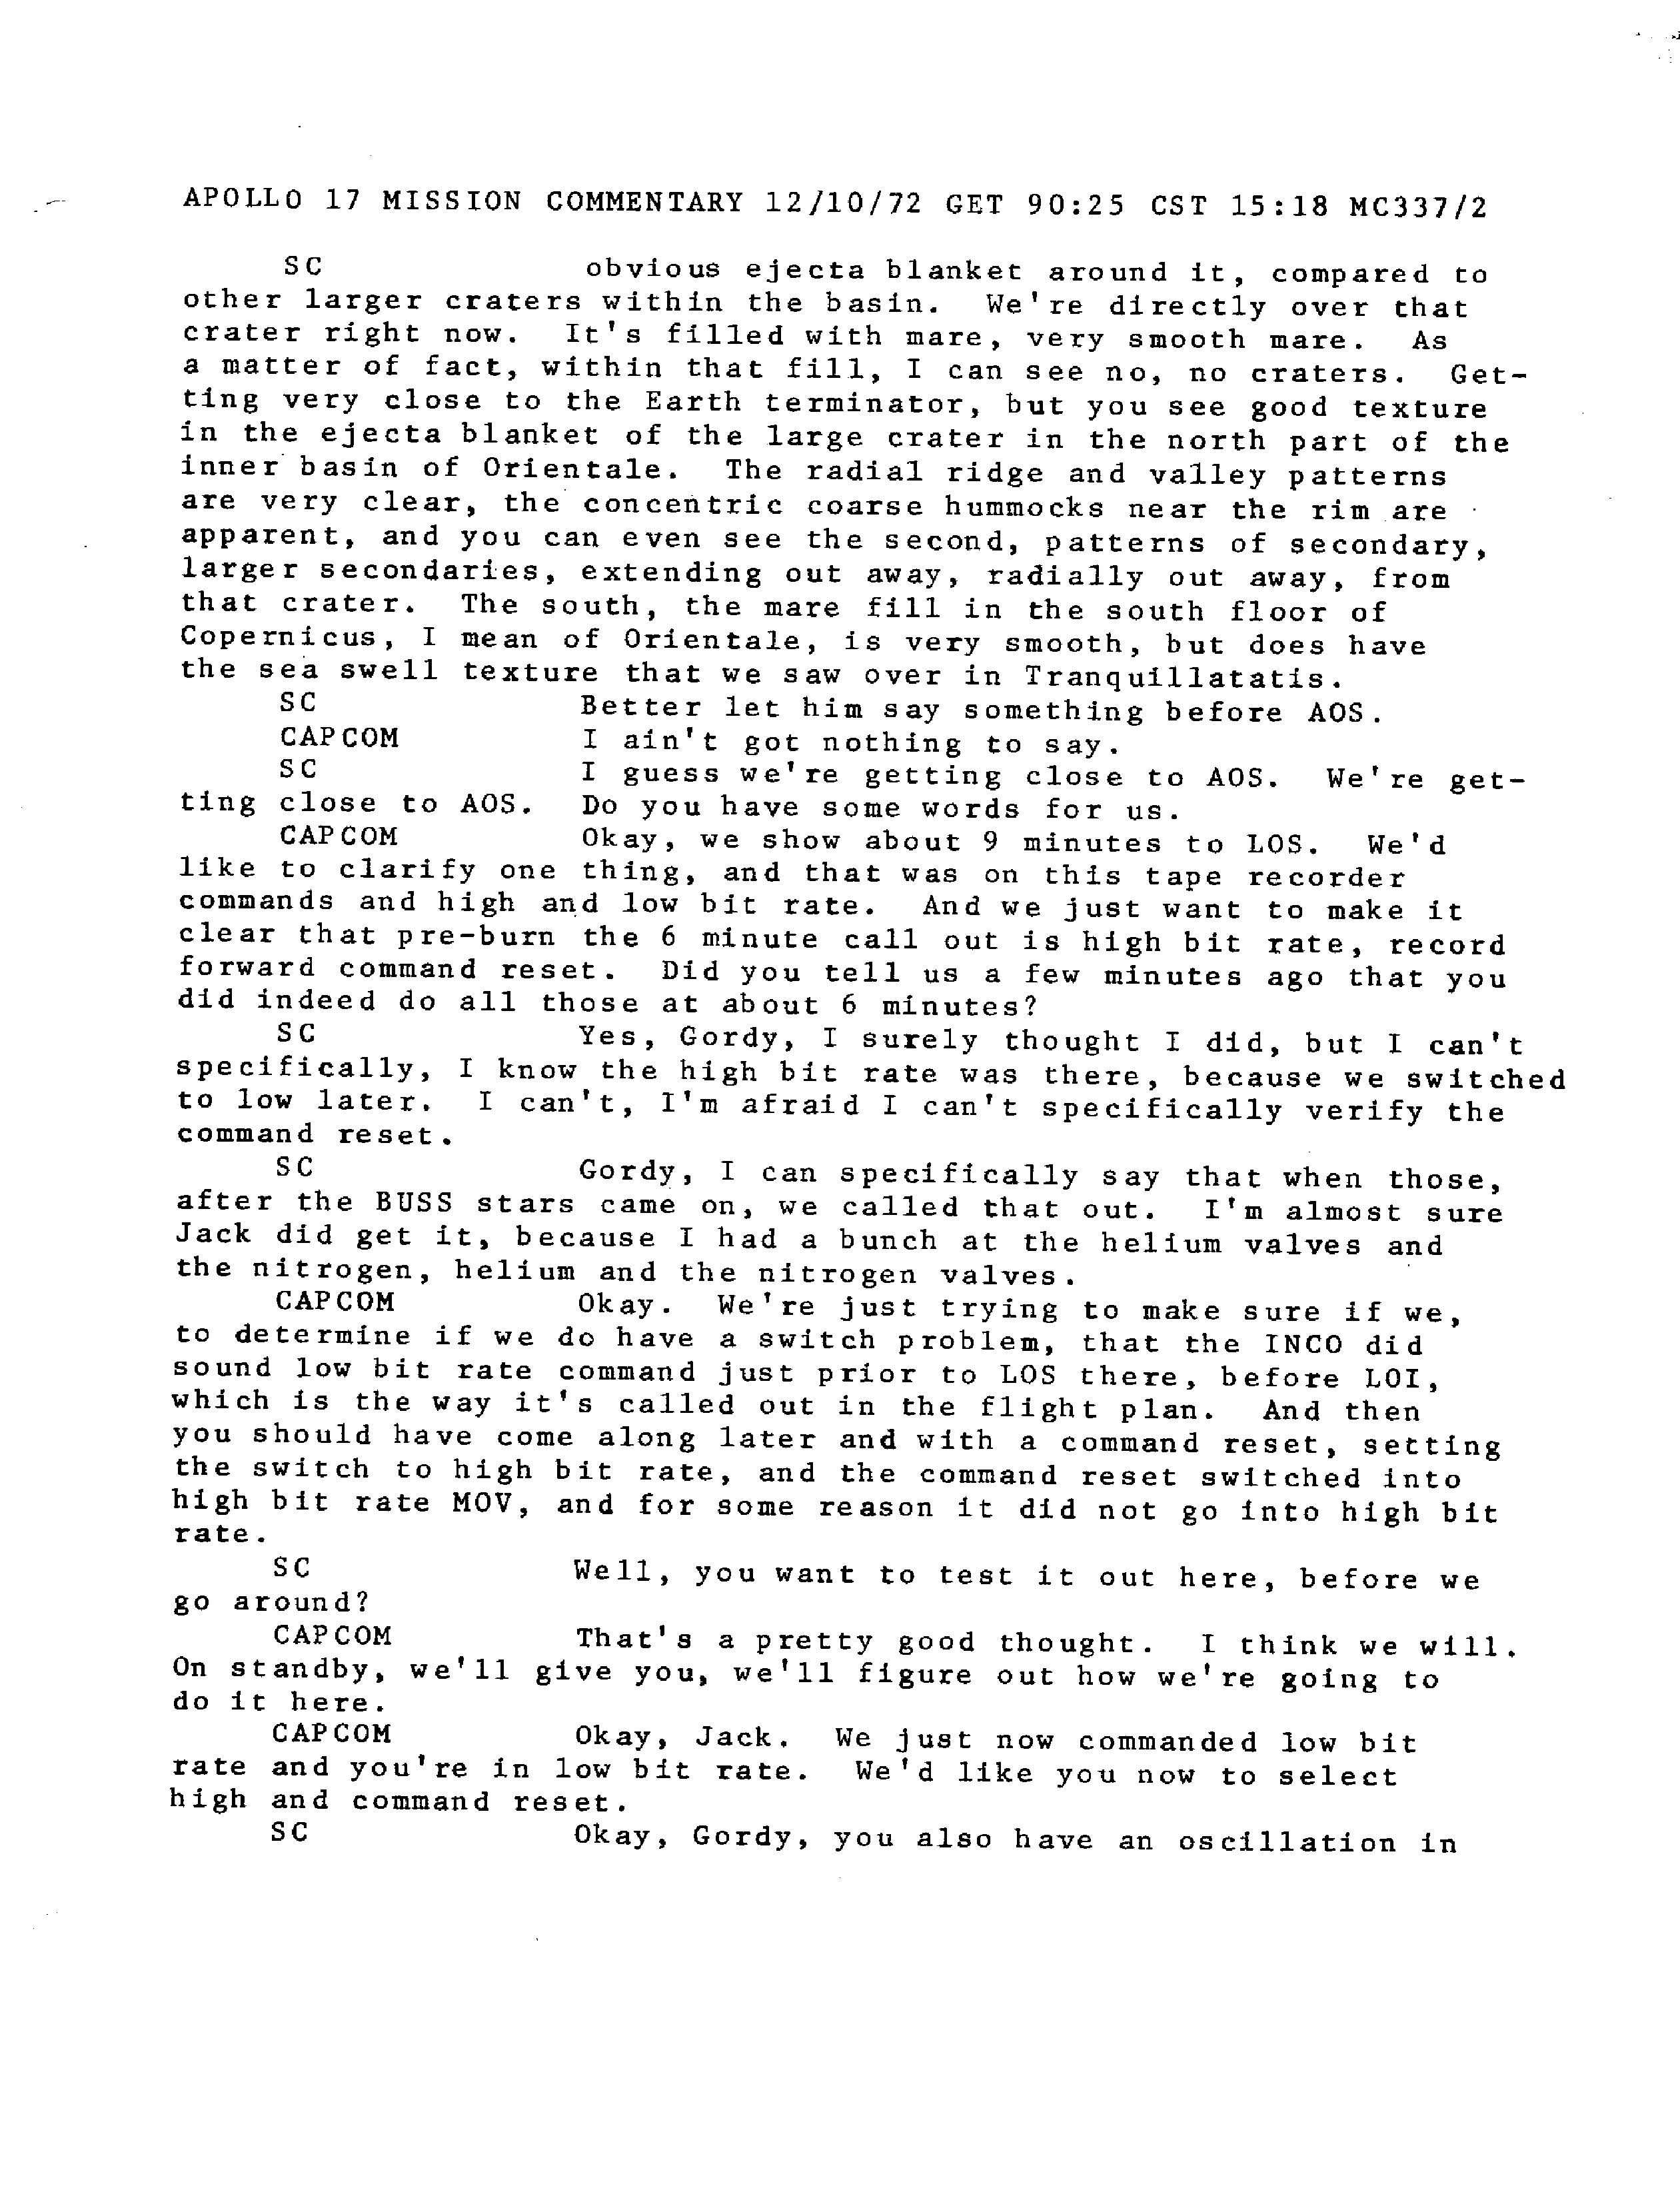 APOLLO 17 MISSION COMMENTARY 12/10/72 GET 90:25 CST 15:18 MC337/2
SC obvious ejecta blanket around it, compared to
other larger craters within the basin. We're directly over that
crater right now. It's filled with mare, very smooth mare. As
a matter of fact, within that fill, I can see no, no craters. Get-
ting very close to the Earth terminator, but you see good texture
in the ejecta blanket of the large crater in the north part of the
inner basin of Orientale. The radial ridge and valley patterns
are very clear, the concentric coarse hummocks near the rim are
apparent, and you can even see the second, patterns of secondary,
larger secondaries, extending out away, radially out away, from
that crater. The south, the mare fill in the south floor of
Copernicus, I mean of Orientale, is very smooth, but does have
the sea swell texture that we saw over in Tranquillatatis.
SC Better let him say something before AOS.
CAPCOM I ain't got nothing to say.
SC I guess we're getting close to AOS. We're get-
ting close to AOS. Do you have some words for us.
CAPCOM Okay, we show about 9 minutes to LOS. We'd
like to clarify one thing, and that was on this tape recorder
commands and high and low bit rate. And we just want to make it
clear that pre-burn the 6 minute call out is high bit rate, record
forward command reset. Did you tell us a few minutes ago that you
did indeed do all those at about 6 minutes?
SC Yes, Gordy, I surely thought I did, but I can't
specifically, I know the high bit rate was there, because we switched
to low later. I can't, I'm afraid I can't specifically verify the
command reset.
SC Gordy, I can specifically say that when those,
after the BUSS stars came on, we called that out. I'm almost sure
Jack did get it, because I had a bunch at the helium valves and
the nitrogen, helium and the nitrogen valves.
CAPCOM Okay. We're just trying to make sure if we,
to determine if we do have a switch problem, that the INCO did
sound low bit rate command just prior to LOS there, before LOI,
which is the way it's called out in the flight plan. And then
you should have come along later and with a command reset, setting
the switch to high bit rate, and the command reset switched into
high bit rate MOV, and for some reason it did not go into high bit
rate.
SC Well, you want to test it out here, before we
go around?
CAPCOM That's a pretty good thought. I think we will.
On standby, we'll give you, we'll figure out how we're going to
do it here.
CAPCOM Okay, Jack. We just now commanded low bit
rate and you're in low bit rate. We'd like you now to select
high and command reset.
SC Okay, Gordy, you also have an oscillation in